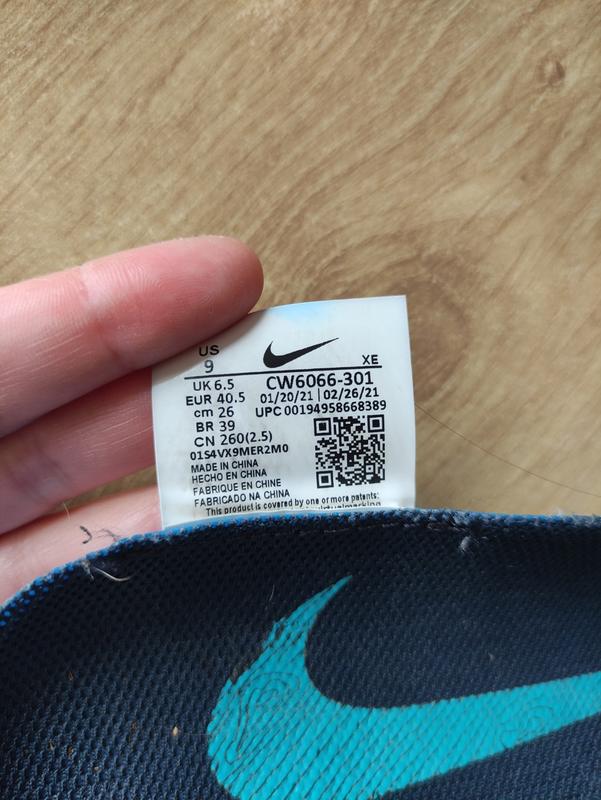 US
9 XE
UK 6.5 CW6066-301
EUR 40.5 01/20/21 | 02/26/21
cm 26 UPC 00194958668389
BR 39
CN 260(2.5)
01S4VX9MER2M0
MADE IN CHINA
HECHO EN CHINA
FABRIQUE EN CHINE
FABRICADO NA CHINA
This product is covered by one or more patents: